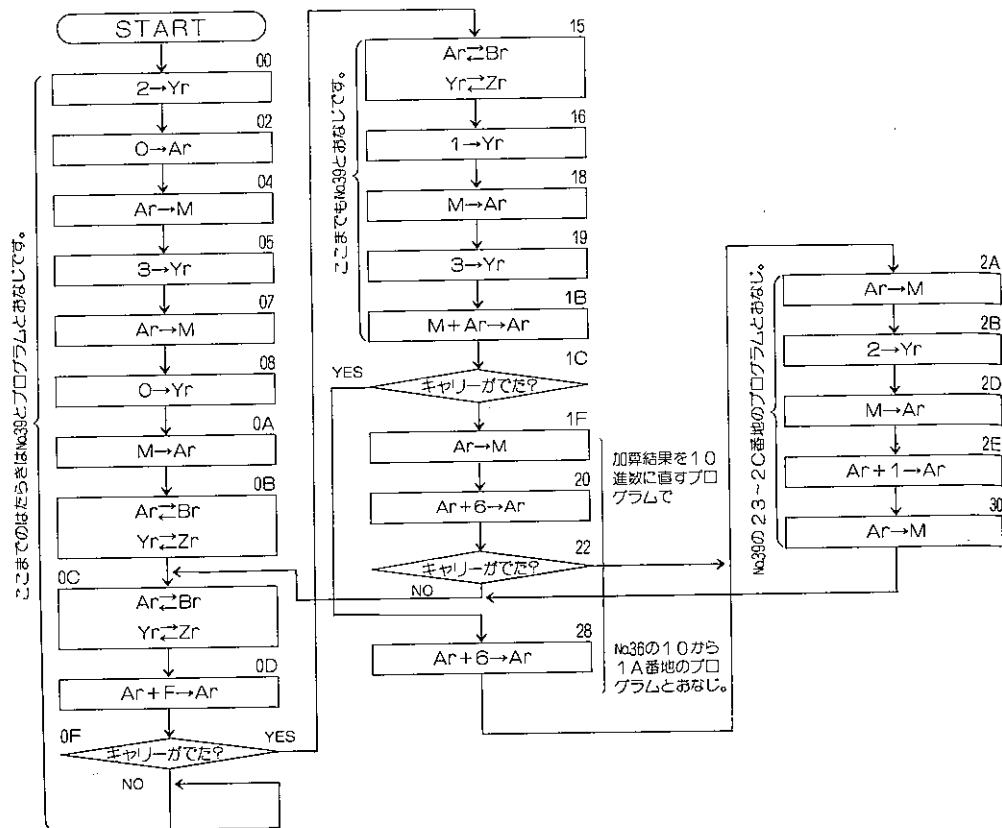 START
00
2→Yr
02
0→Ar
04
Ar→M
05
3→Yr
07
Ar→M
08
0→Yr
0A
M→Ar
0B
Ar⇄Br
Yr⇄Zr
0C
Ar⇄Br
Yr⇄Zr
0D
Ar+F→Ar
0F
キャリーがでた?
YES
NO
ここまでのはたらきはNo.39とプログラムとおなじです。
15
Ar⇄Br
Yr⇄Zr
16
1→Yr
18
M→Ar
19
3→Yr
1B
M+Ar→Ar
ここまでもNo.39とおなじです。
1C
YES
キャリーがでた?
1F
Ar→M
20
Ar+6→Ar
22
キャリーがでた?
NO
28
Ar+6→Ar
加算結果を10
進数に直すプロ
グラムで
No.36の10から
1A番地のプロ
グラムとおなじ。
2A
Ar→M
2B
2→Yr
2D
M→Ar
2E
Ar+1→Ar
30
Ar→M
No.39の23~2C番地のプログラムとおなじ。